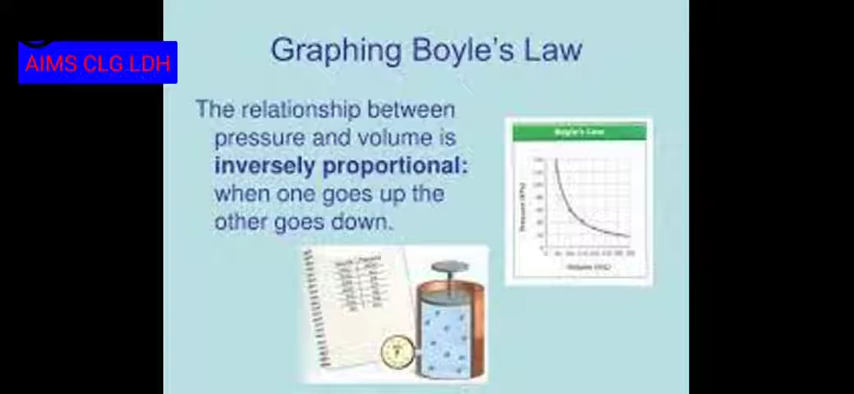 Graphing Boyle's Law
AIMS CLG LDH
The relationship between
pressure and volume is
inversely proportional:
when one goes up the
other goes down.
Boyle's Law
Pressure (kPa)
Volume (mL)